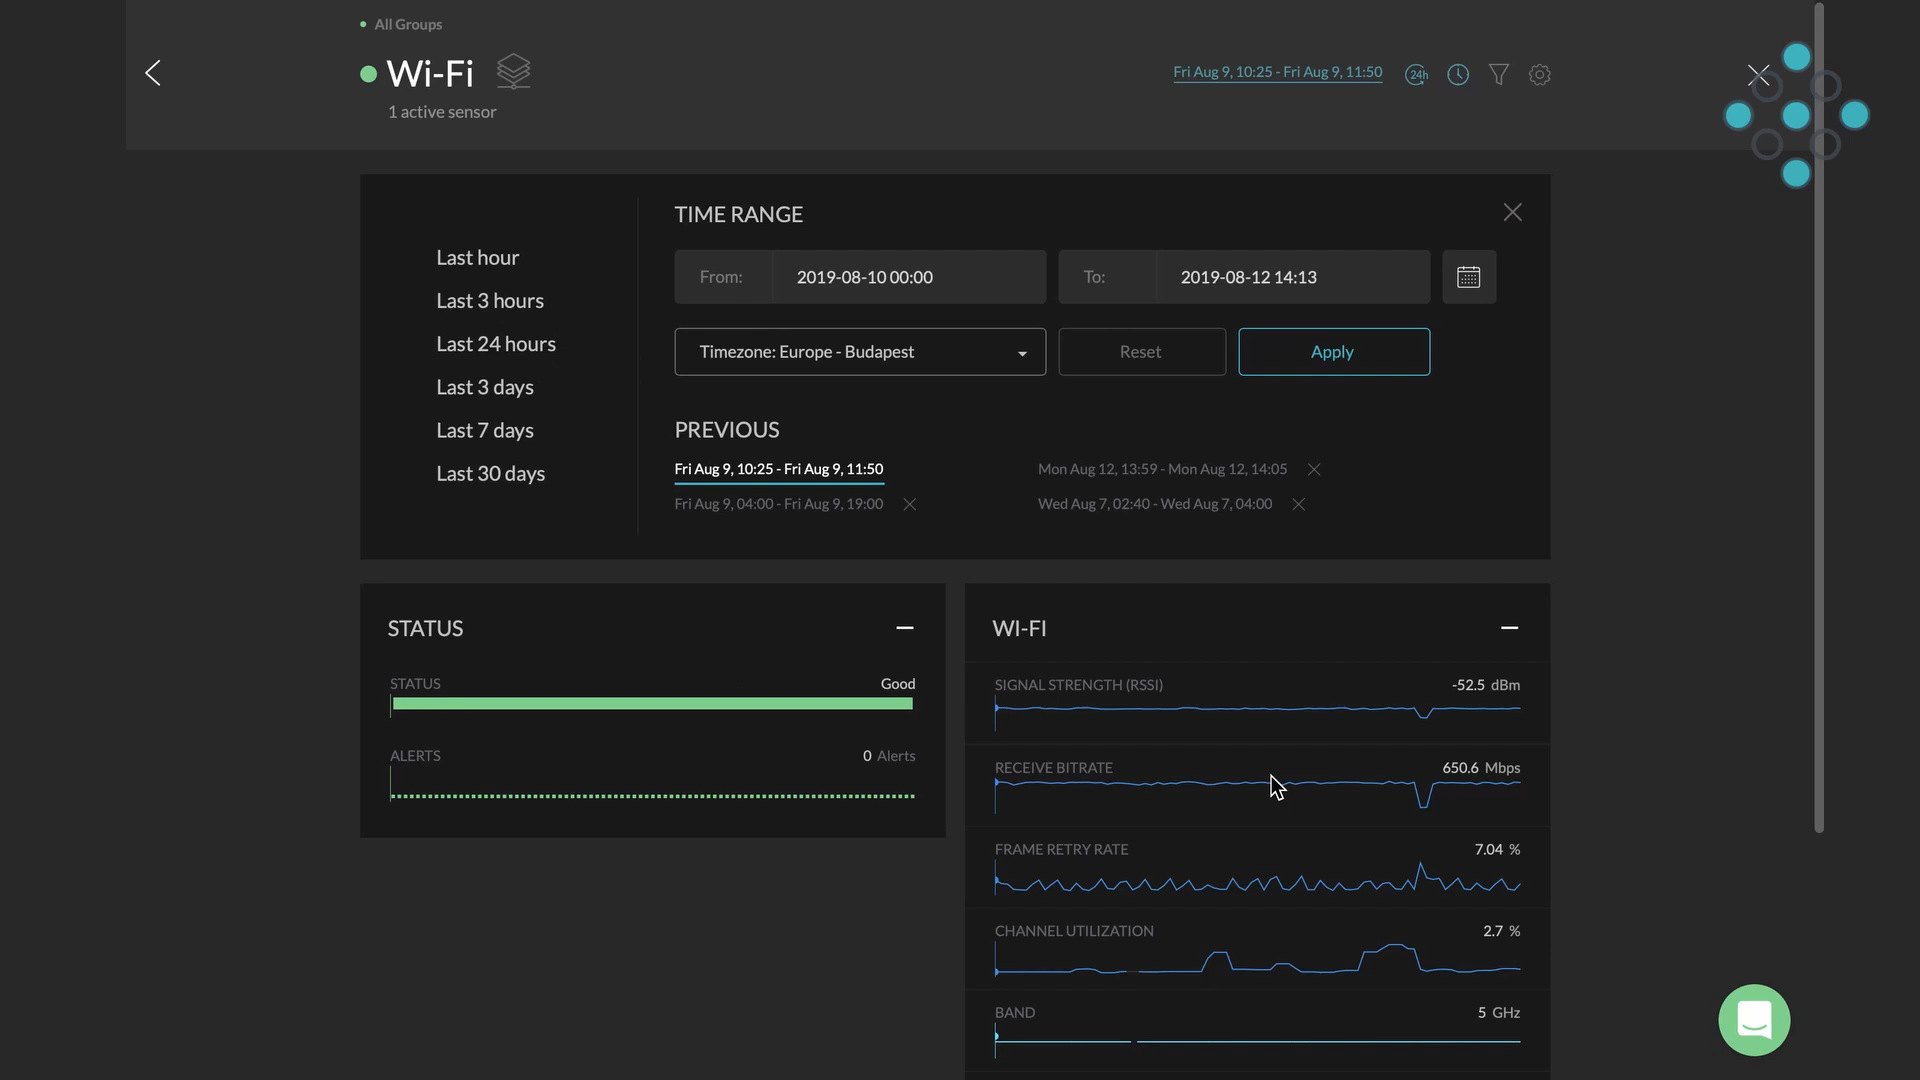 All Groups
Wi-Fi
1 active sensor
Fri Aug 9, 10:25 - Fri Aug 9, 11:50
24h
Last hour
Last 3 hours
Last 24 hours
Last 3 days
Last 7 days
Last 30 days
TIME RANGE
From: 2019-08-10 00:00
To: 2019-08-12 14:13
Timezone: Europe - Budapest
Reset
Apply
PREVIOUS
Fri Aug 9, 10:25 - Fri Aug 9, 11:50
Mon Aug 12, 13:59 - Mon Aug 12, 14:05
Fri Aug 9, 04:00 - Fri Aug 9, 19:00
Wed Aug 7, 02:40 - Wed Aug 7, 04:00
STATUS
STATUS Good
ALERTS 0 Alerts
WI-FI
SIGNAL STRENGTH (RSSI) -52.5 dBm
RECEIVE BITRATE 650.6 Mbps
FRAME RETRY RATE 7.04 %
CHANNEL UTILIZATION 2.7 %
BAND 5 GHz